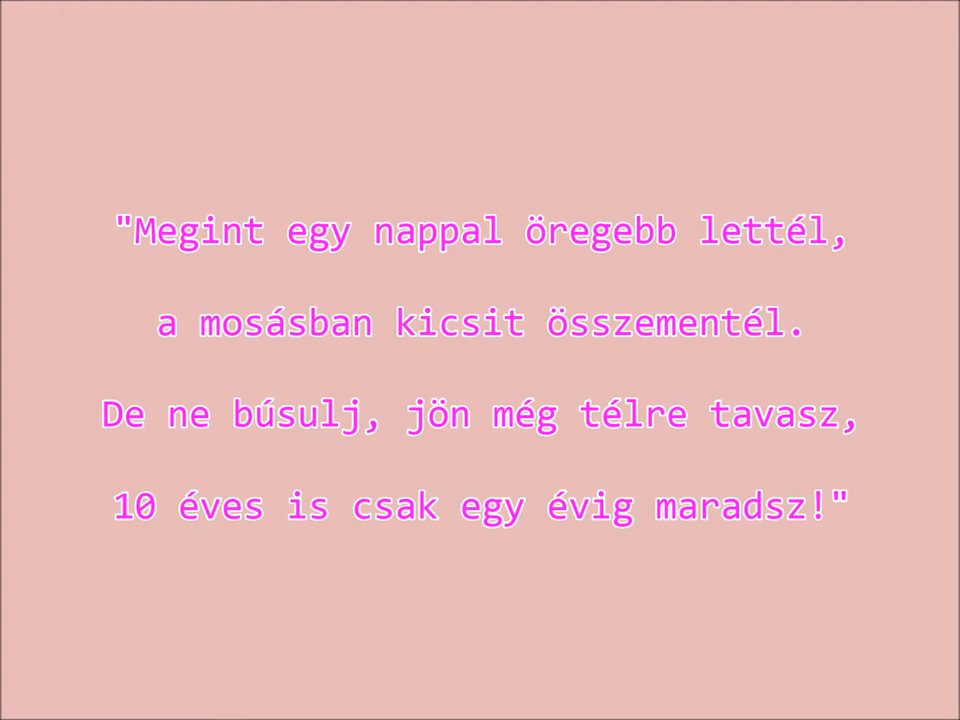 "Megint egy nappal öregebb lettél,
a mosásban kicsit összementél.
De ne búsulj, jön még télre tavasz,
10 éves is csak egy évig maradsz!"